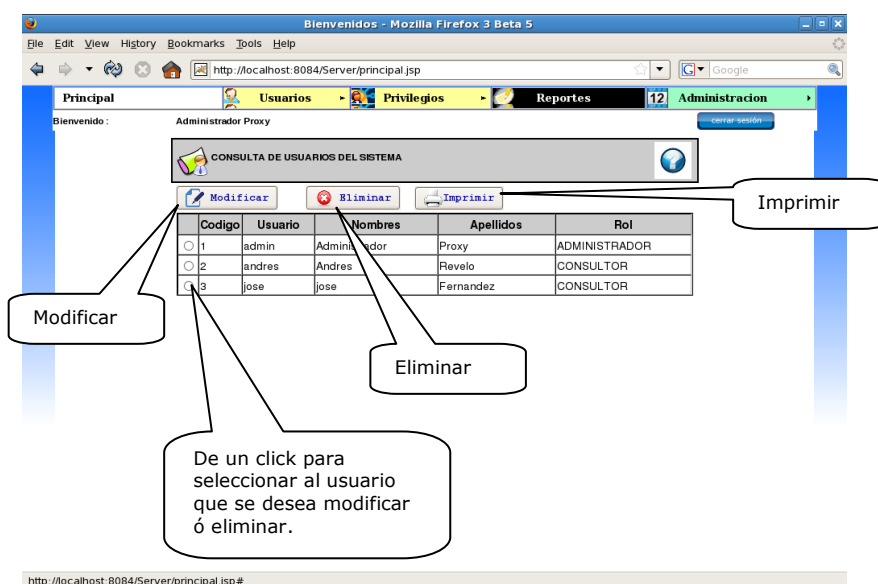 Bienvenidos - Mozilla Firefox 3 Beta 5
File Edit View History Bookmarks Tools Help
http://localhost:8084/Server/principal.jsp
G Google
Principal Usuarios Privilegios Reportes 12 Administracion
Bienvenido : Administrador Proxy cerrar sesión
CONSULTA DE USUARIOS DEL SISTEMA ?
Modificar Eliminar Imprimir
Imprimir
Codigo Usuario Nombres Apellidos Rol
1 admin Administrador Proxy ADMINISTRADOR
2 andres Andres Revelo CONSULTOR
3 jose jose Fernandez CONSULTOR
Modificar
Eliminar
De un click para
seleccionar al usuario
que se desea modificar
ó eliminar.
http://localhost:8084/Server/principal.jsp#